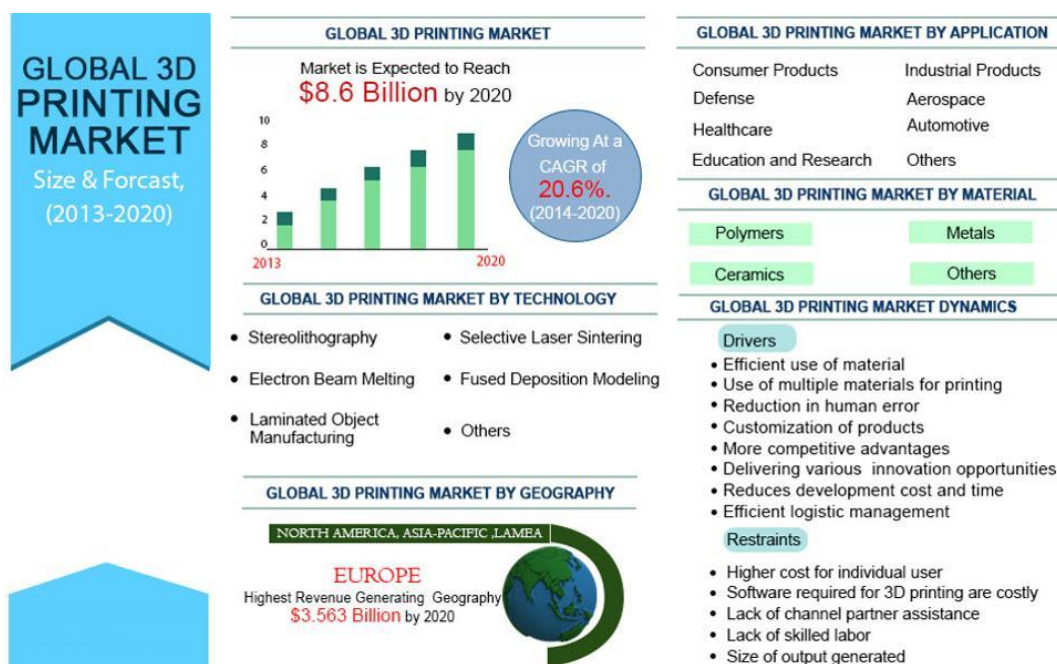 GLOBAL 3D
PRINTING
MARKET
Size & Forcast,
(2013-2020)
GLOBAL 3D PRINTING MARKET
Market is Expected to Reach
$8.6 Billion by 2020
10
8
6
4
2
0
2013
2020
Growing At a
CAGR of
20.6%.
(2014-2020)
GLOBAL 3D PRINTING MARKET BY TECHNOLOGY
• Stereolithography
• Selective Laser Sintering
• Electron Beam Melting
• Fused Deposition Modeling
• Laminated Object
Manufacturing
• Others
GLOBAL 3D PRINTING MARKET BY GEOGRAPHY
NORTH AMERICA, ASIA-PACIFIC ,LAMEA
EUROPE
Highest Revenue Generating Geography
$3.563 Billion by 2020
GLOBAL 3D PRINTING MARKET BY APPLICATION
Consumer Products
Industrial Products
Defense
Aerospace
Healthcare
Automotive
Education and Research
Others
GLOBAL 3D PRINTING MARKET BY MATERIAL
Polymers
Metals
Ceramics
Others
GLOBAL 3D PRINTING MARKET DYNAMICS
Drivers
• Efficient use of material
• Use of multiple materials for printing
• Reduction in human error
• Customization of products
• More competitive advantages
• Delivering various innovation opportunities
• Reduces development cost and time
• Efficient logistic management
Restraints
• Higher cost for individual user
• Software required for 3D printing are costly
• Lack of channel partner assistance
• Lack of skilled labor
• Size of output generated